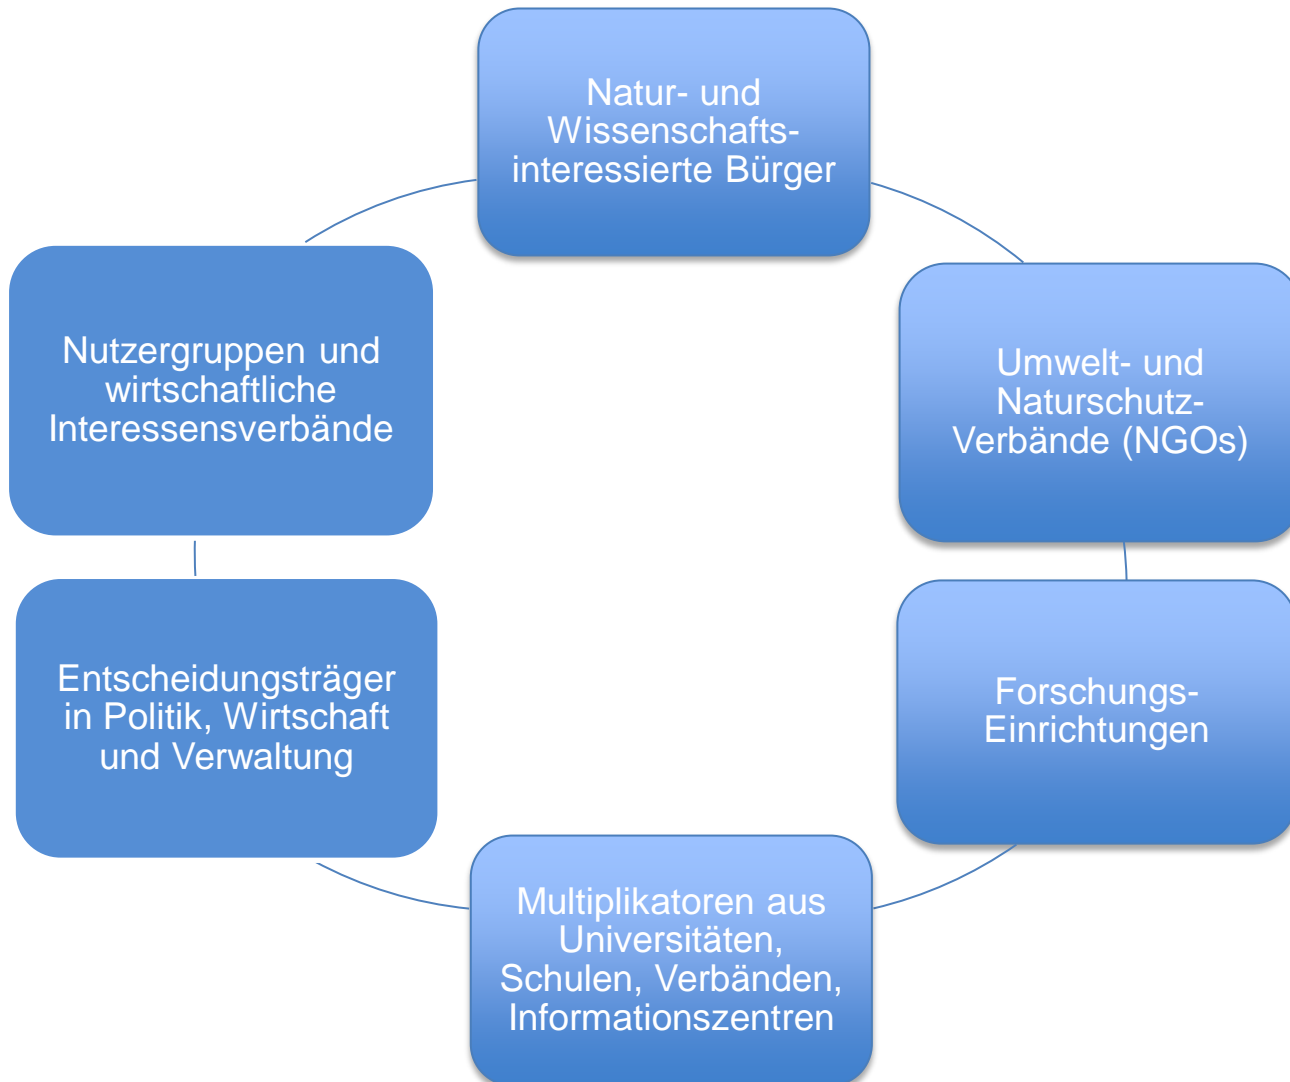 Natur- und
Wissenschafts-
interessierte Bürger
Umwelt- und
Naturschutz-
Verbände (NGOs)
Forschungs-
Einrichtungen
Multiplikatoren aus
Universitäten,
Schulen, Verbänden,
Informationszentren
Entscheidungsträger
in Politik, Wirtschaft
und Verwaltung
Nutzergruppen und
wirtschaftliche
Interessensverbände